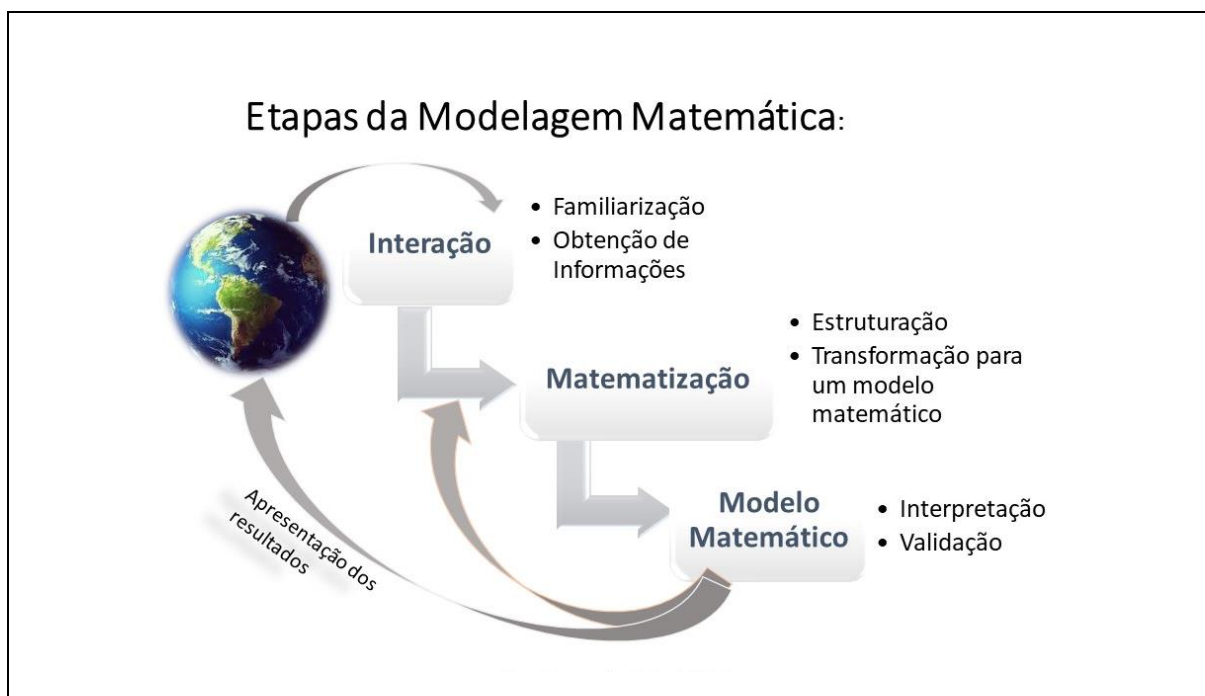 Etapas da Modelagem Matemática:
Interação
• Familiarização
• Obtenção de
Informações
Matematização
• Estruturação
• Transformação para
um modelo
matemático
Modelo
Matemático
• Interpretação
• Validação
Apresentação dos
resultados